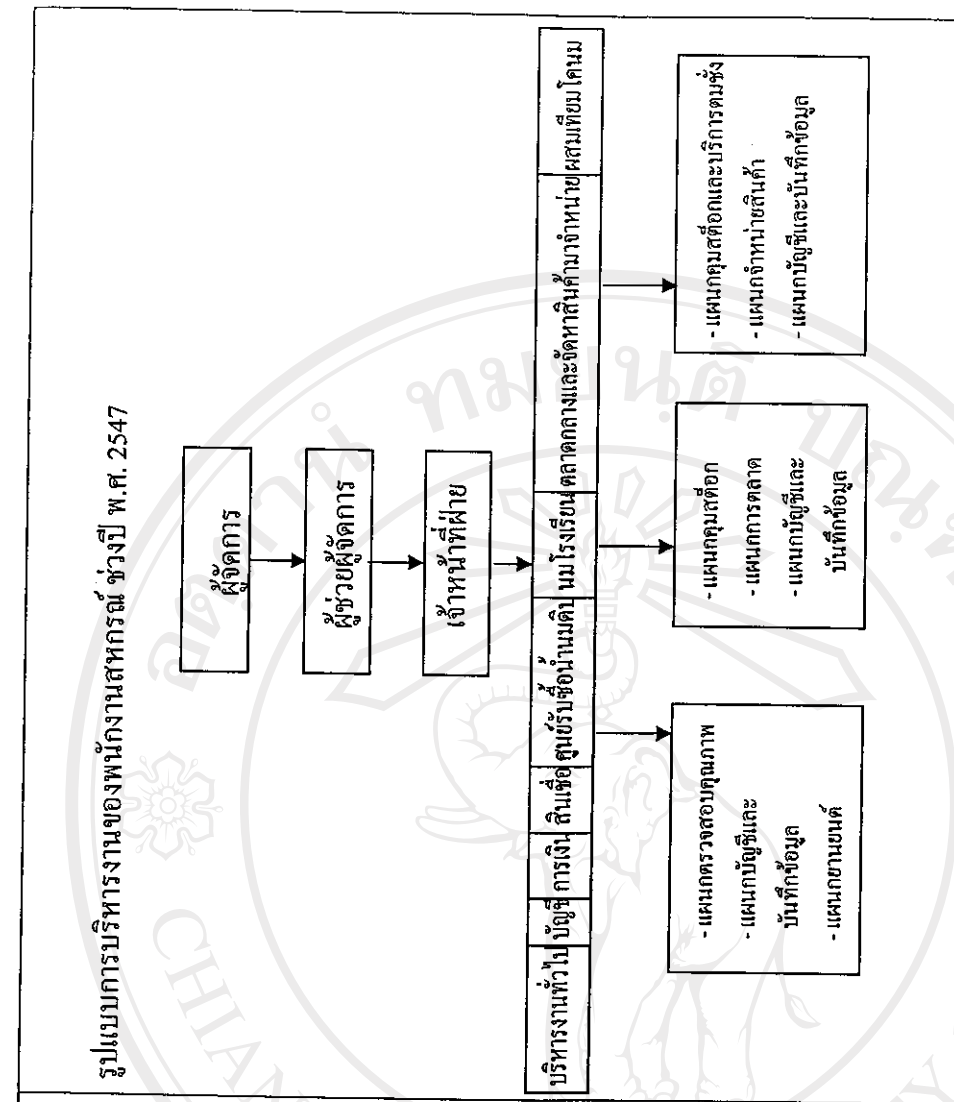 รูปแบบการบริหารงานของพนักงานสหกรณ์ ช่วงปี พ.ศ. 2547
ผู้จัดการ
ผู้ช่วยผู้จัดการ
เจ้าหน้าที่ฝ่าย
บริหารงานทั่วไป บัญชี การเงิน สินเชื่อ ศูนย์รับซื้อน้ำนมดิบ นมโรงเรียน ตลาดกลางและจัดหาสินค้ามาจำหน่าย ผสมเทียมโคนม
- แผนกตรวจสอบคุณภาพ
- แผนกบัญชีและ
บันทึกข้อมูล
- แผนกยานยนต์
- แผนกคุมสต๊อก
- แผนกการตลาด
- แผนกบัญชีและ
บันทึกข้อมูล
- แผนกคุมสต๊อกและบริการตมชั่ง
- แผนกจำหน่ายสินค้า
- แผนกบัญชีและบันทึกข้อมูล
CHIAN